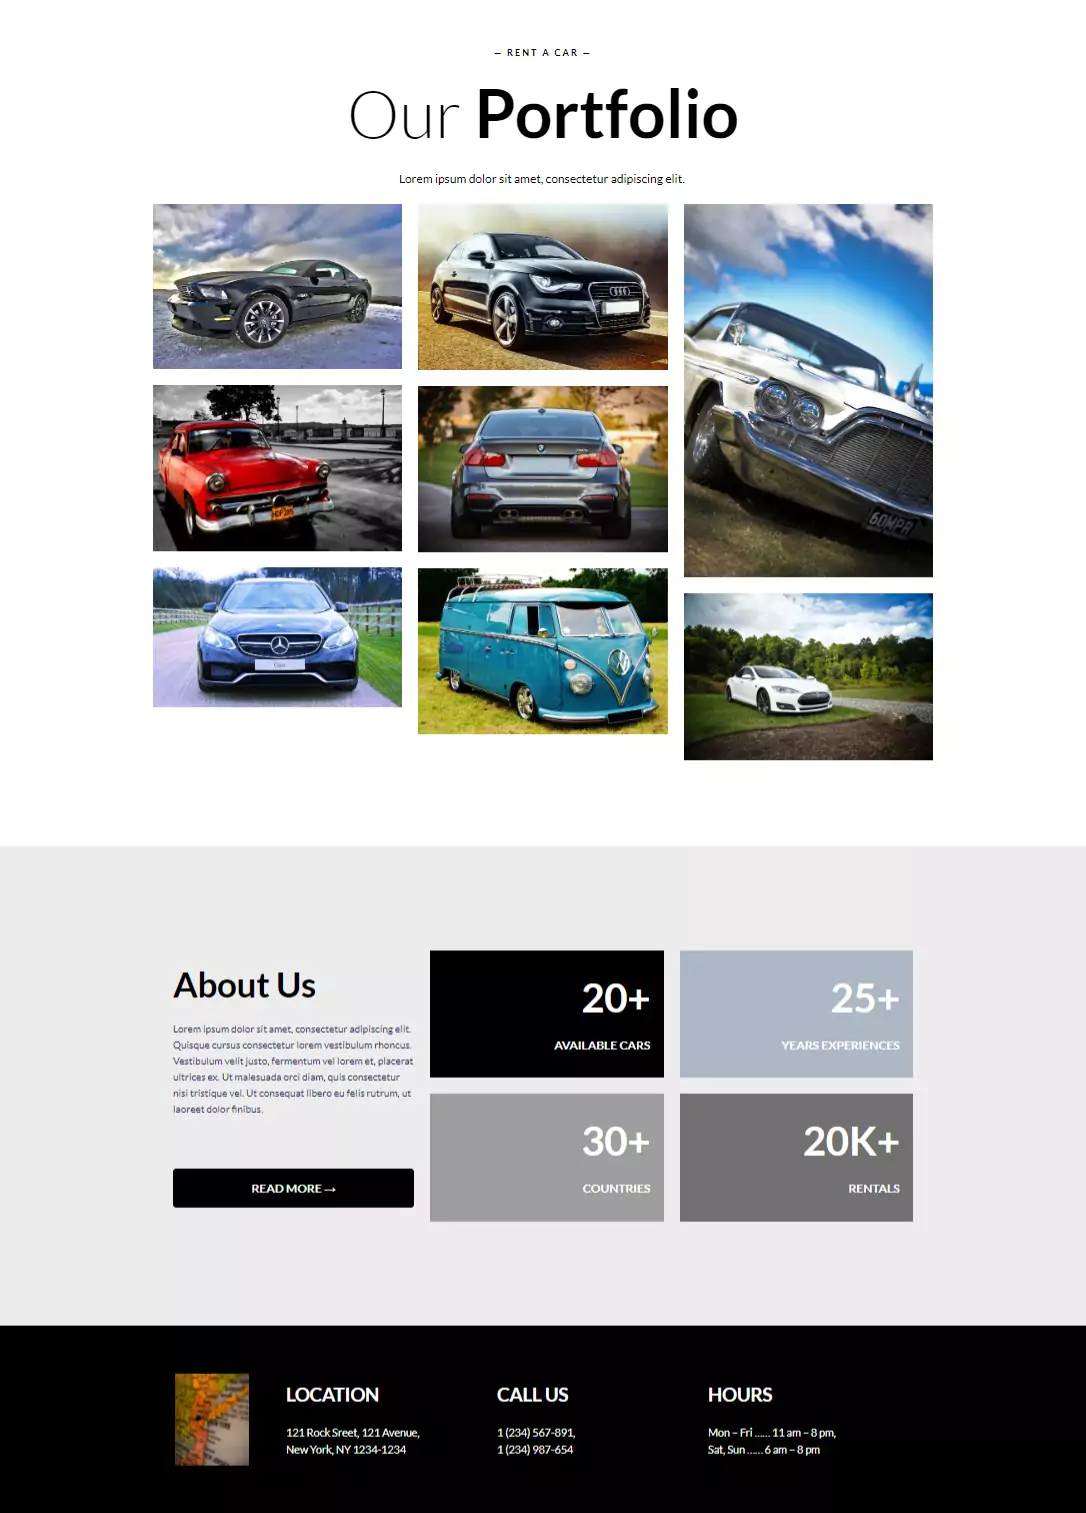 — RENT A CAR —
Our Portfolio
Lorem ipsum dolor sit amet, consectetur adipiscing elit.
HDF285
60MPR
About Us
Lorem ipsum dolor sit amet, consectetur adipiscing elit.
Quisque cursus consectetur lorem vestibulum rhoncus.
Vestibulum velit justo, fermentum vel lorem et, placerat
ultrices ex. Ut malesuada orci diam, quis consectetur
nisi tristique vel. Ut consequat libero eu felis rutrum, ut
laoreet dolor finibus.
READ MORE →
20+
AVAILABLE CARS
25+
YEARS EXPERIENCES
30+
COUNTRIES
20K+
RENTALS
LOCATION
121 Rock Sreet, 121 Avenue,
New York, NY 1234-1234
CALL US
1 (234) 567-891,
1 (234) 987-654
HOURS
Mon – Fri ...... 11 am – 8 pm,
Sat, Sun ...... 6 am – 8 pm